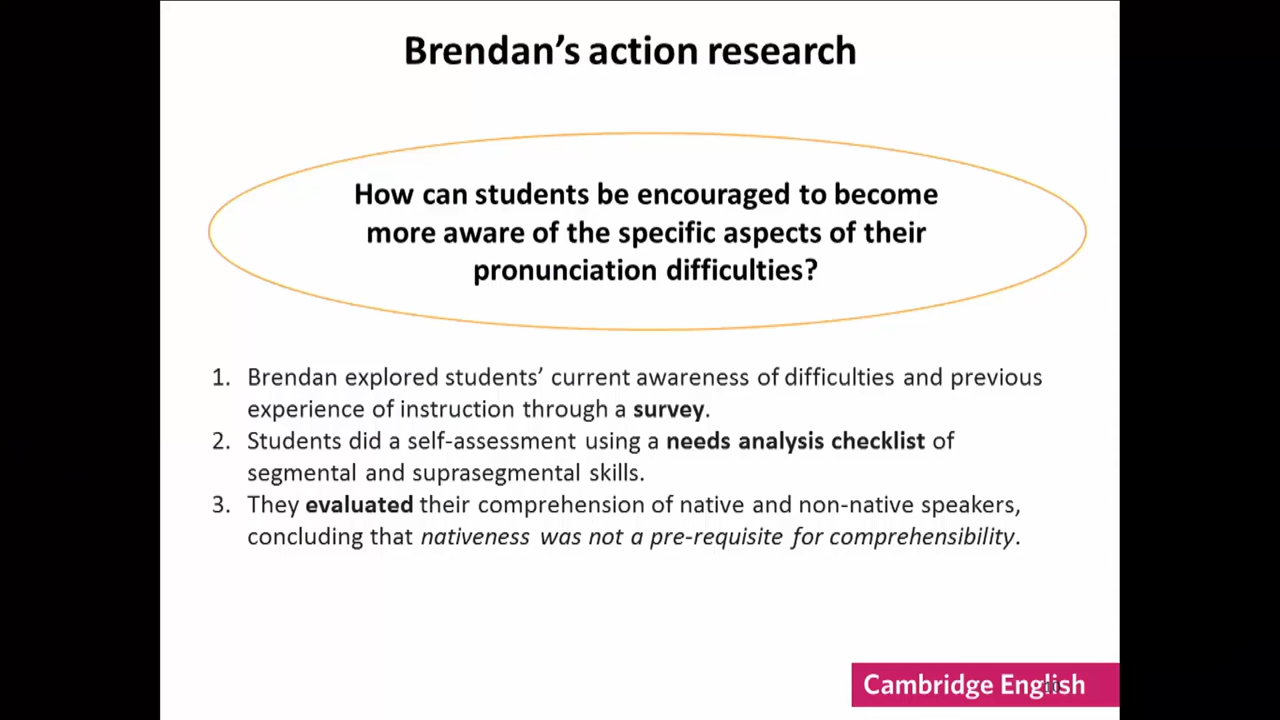 Brendan’s action research
How can students be encouraged to become
more aware of the specific aspects of their
pronunciation difficulties?
1. Brendan explored students’ current awareness of difficulties and previous
experience of instruction through a survey.
2. Students did a self-assessment using a needs analysis checklist of
segmental and suprasegmental skills.
3. They evaluated their comprehension of native and non-native speakers,
concluding that nativeness was not a pre-requisite for comprehensibility.
Cambridge English